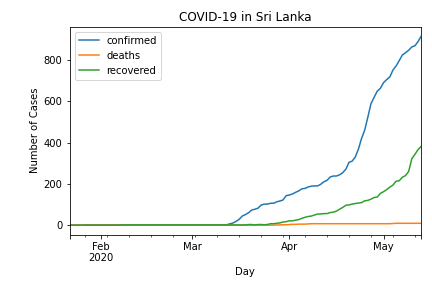 COVID-19 in Sri Lanka
confirmed
deaths
recovered
Number of Cases
800
600
400
200
0
Feb
2020
Mar
Apr
May
Day